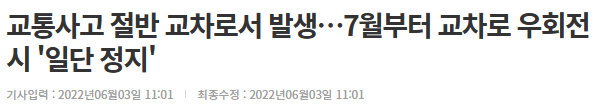 교통사고 절반 교차로서 발생…7월부터 교차로 우회전
시 '일단 정지'
기사입력 : 2022년06월03일 11:01 | 최종수정 : 2022년06월03일 11:01